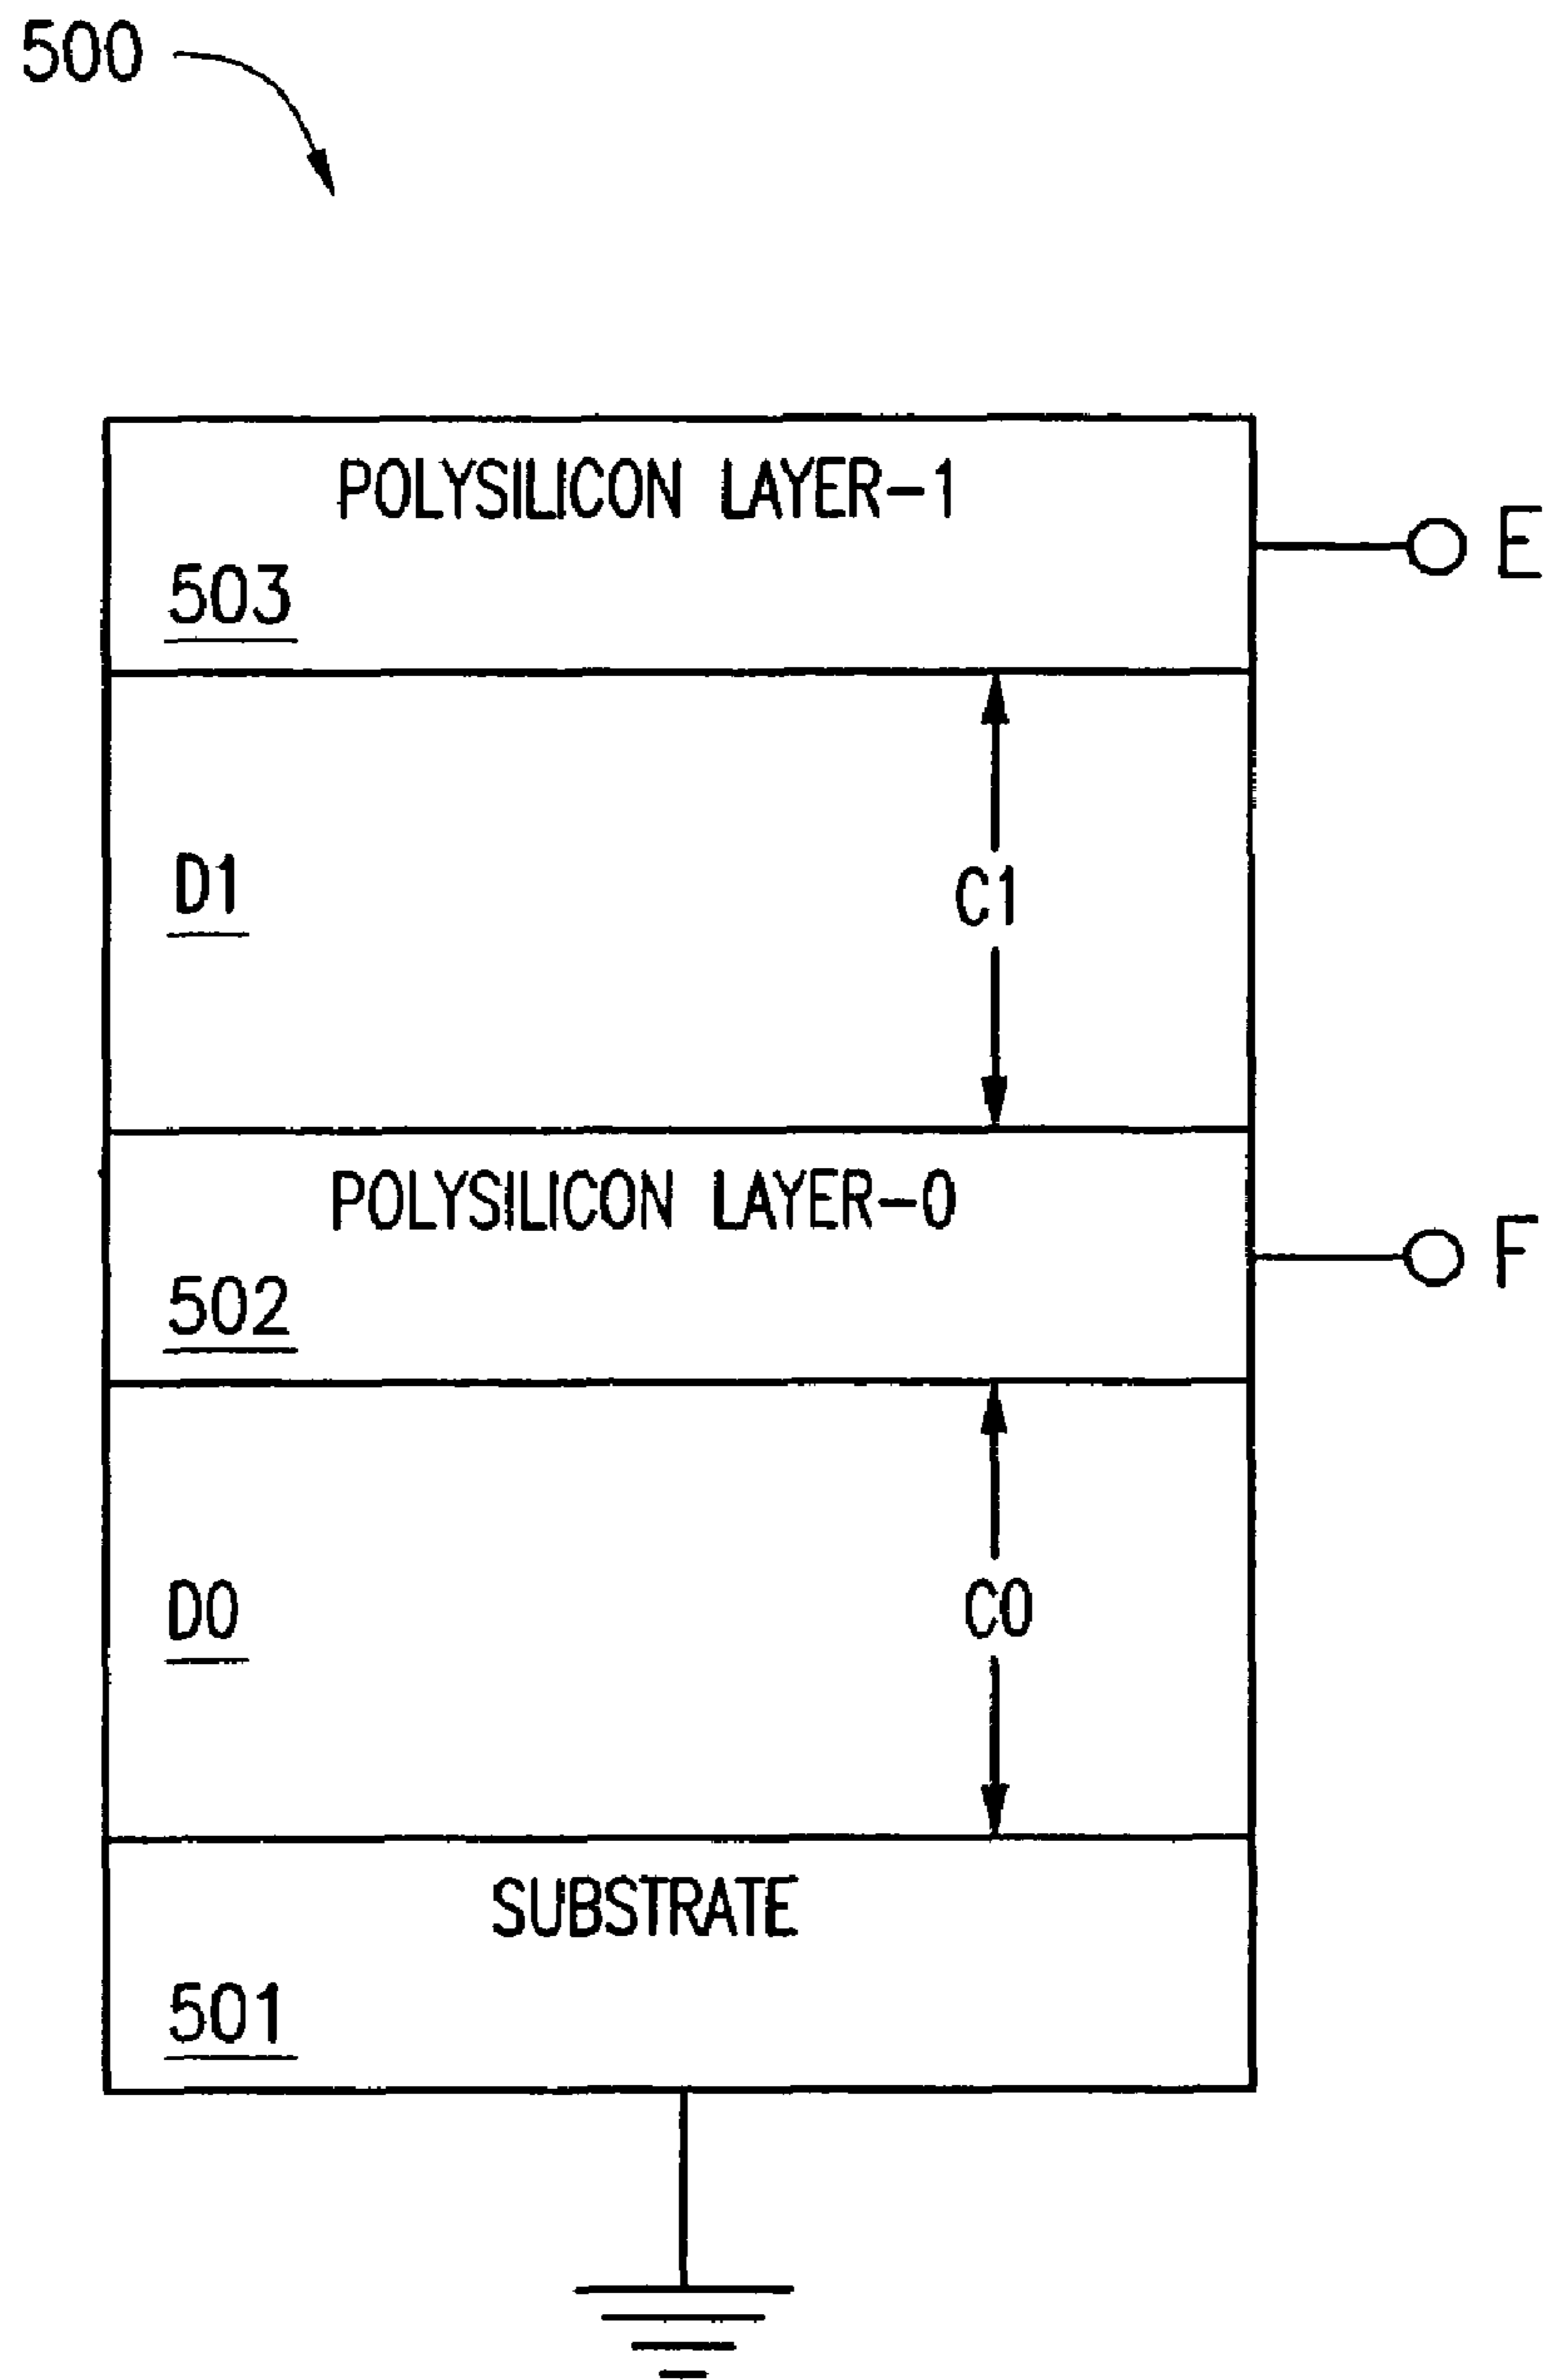 500
POLYSILICON LAYER-1
E
503
D1
C1
POLYSILICON LAYER-0
F
502
D0
C0
SUBSTRATE
501